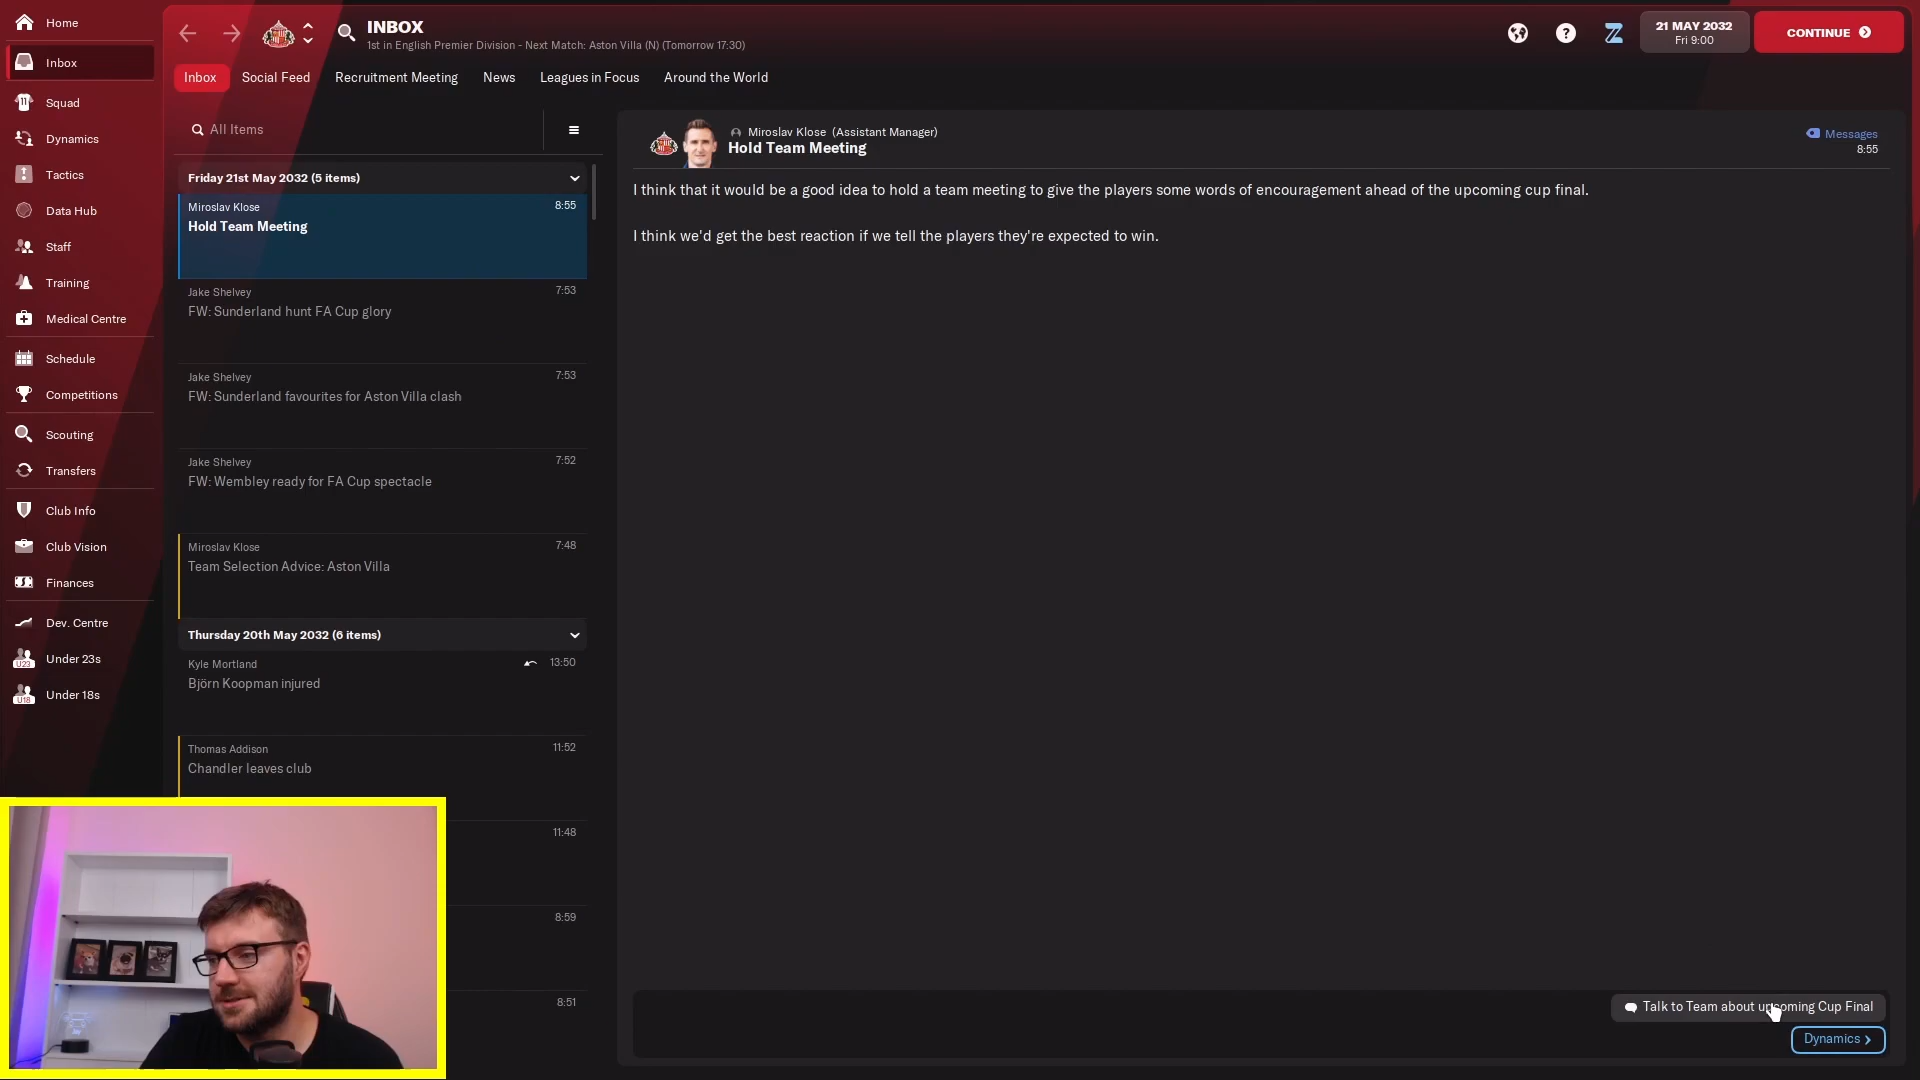 Home
Inbox
Squad
Dynamics
Tactics
Data Hub
Staff
Training
Medical Centre
Schedule
Competitions
Scouting
Transfers
Club Info
Club Vision
Finances
Dev. Centre
U23
Under 23s
U18
Under 18s
INBOX
1st in English Premier Division - Next Match: Aston Villa (N) (Tomorrow 17:30)
21 MAY 2032
Fri 9:00
CONTINUE
Inbox
Social Feed
Recruitment Meeting
News
Leagues in Focus
Around the World
All Items
Friday 21st May 2032 (5 items)
Miroslav Klose
8:55
Hold Team Meeting
Jake Shelvey
7:53
FW: Sunderland hunt FA Cup glory
Jake Shelvey
7:53
FW: Sunderland favourites for Aston Villa clash
Jake Shelvey
7:52
FW: Wembley ready for FA Cup spectacle
Miroslav Klose
7:48
Team Selection Advice: Aston Villa
Thursday 20th May 2032 (6 items)
Kyle Mortland
13:50
Björn Koopman injured
Thomas Addison
11:52
Chandler leaves club
11:48
8:59
8:51
Miroslav Klose (Assistant Manager)
Hold Team Meeting
Messages
8:55
I think that it would be a good idea to hold a team meeting to give the players some words of encouragement ahead of the upcoming cup final.
I think we'd get the best reaction if we tell the players they're expected to win.
Talk to Team about upcoming Cup Final
Dynamics